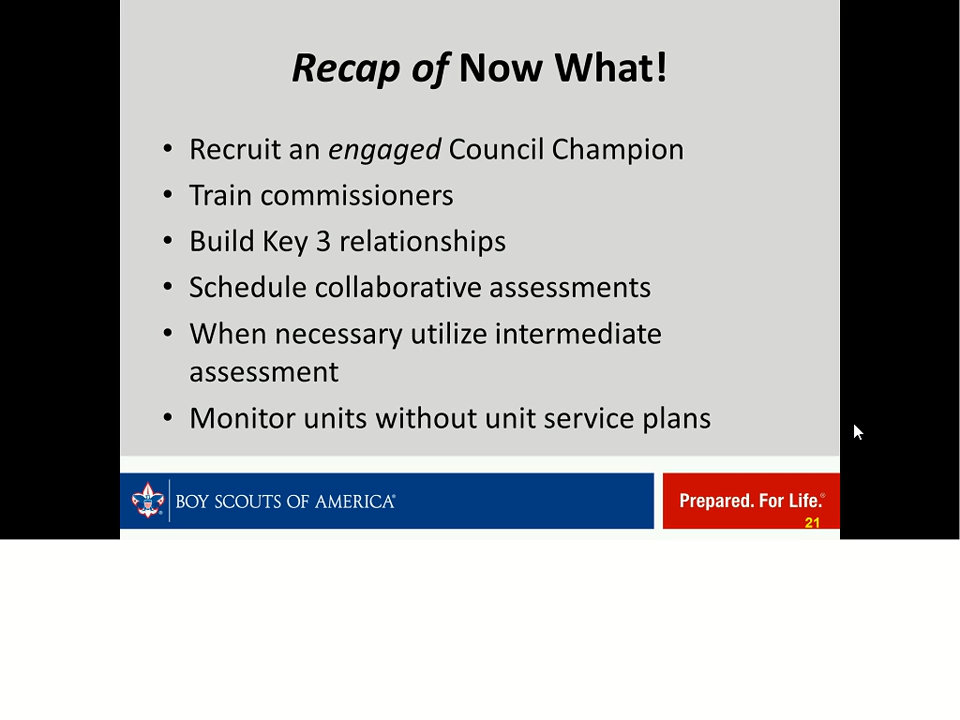 Recap of Now What!
• Recruit an engaged Council Champion
• Train commissioners
• Build Key 3 relationships
• Schedule collaborative assessments
• When necessary utilize intermediate
assessment
• Monitor units without unit service plans
BOY SCOUTS OF AMERICA®
Prepared. For Life.®
21